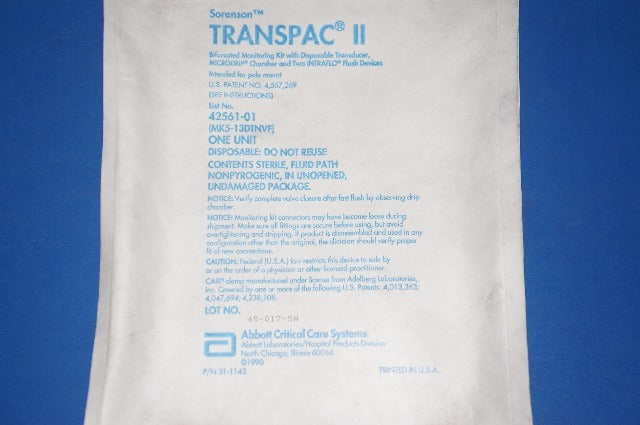 Sorenson™
TRANSPAC® II
Bifurcated Monitoring Kit with Disposable Transducer,
MICRODRIP® Chamber and Two INTRAFLO® Flush Devices
Intended for pole mount
U.S. PATENT NO. 4,557,269
(SEE INSTRUCTIONS)
List No.
42561-01
(MK5-13DTNVF)
ONE UNIT
DISPOSABLE: DO NOT REUSE
CONTENTS STERILE, FLUID PATH
NONPYROGENIC, IN UNOPENED,
UNDAMAGED PACKAGE.
NOTICE: Verify complete valve closure after fast flush by observing drip
chamber.
NOTICE: Monitoring kit connectors may have become loose during
shipment. Make sure all fittings are secure before using, but avoid
overtightening and stripping. If product is disassembled and used in any
configuration other than the original, the clinician should verify proper
fit of new connections.
CAUTION: Federal (U.S.A.) law restricts this device to sale by
or on the order of a physician or other licensed practitioner.
CAIR® clamp manufactured under license from Adelberg Laboratories,
Inc. Covered by one or more of the following U.S. Patents: 4,013,263;
4,047,694; 4,238,108.
LOT NO. 49-017-SN
Abbott Critical Care Systems
Abbott Laboratories/Hospital Products Division
North Chicago, Illinois 60064
©1990
P/N 31-1143 PRINTED IN U.S.A.